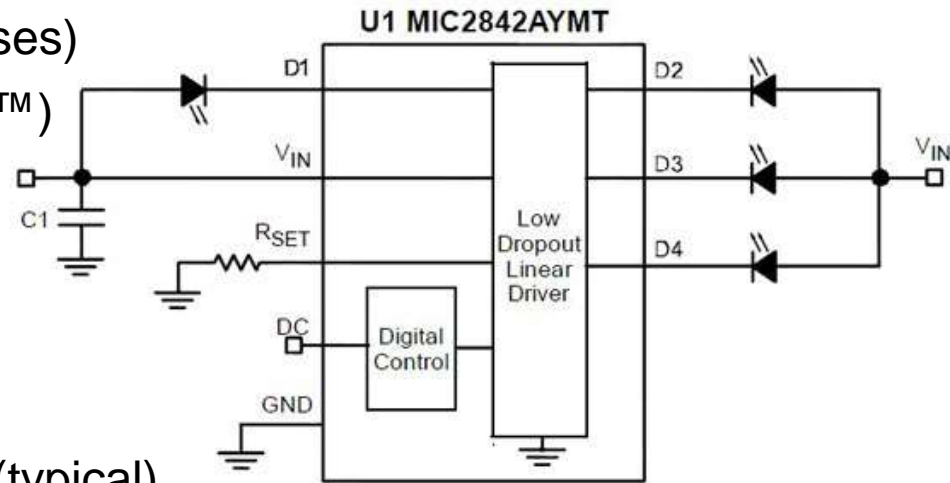 U1 MIC2842AYMT
ses)
™)
(typical)
D1
VIN
C1
RSET
DC
GND
Digital
Control
Low
Dropout
Linear
Driver
D2
D3
D4
VIN